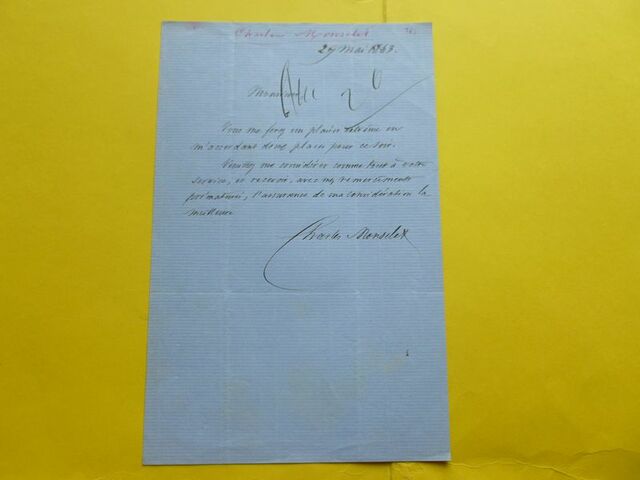 Charles Monselet
29 Mai 1863.
Monsieur
Vous me ferez un plaisir extrême en
m'accordant deux places pour ce soir.
Veuillez me considérer comme tout à votre
service, et recevoir, avec mes remerciements
prématurés, l'assurance de ma considération la
meilleure
Charles Monselet